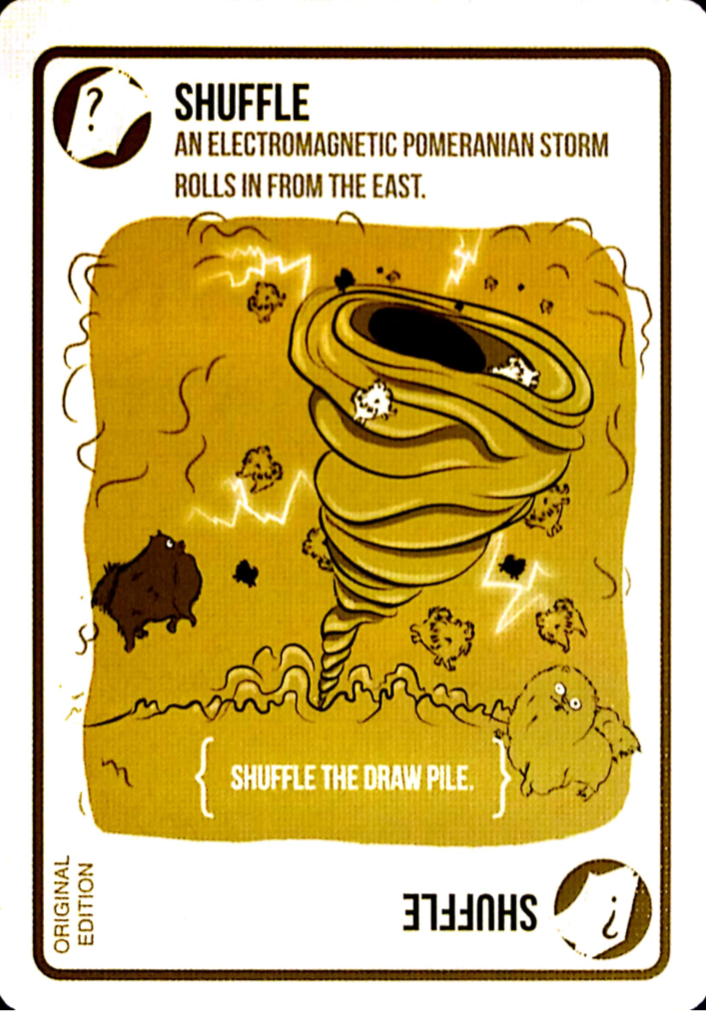 ?
SHUFFLE
AN ELECTROMAGNETIC POMERANIAN STORM
ROLLS IN FROM THE EAST.
{ SHUFFLE THE DRAW PILE. }
ORIGINAL
EDITION
SHUFFLE
?